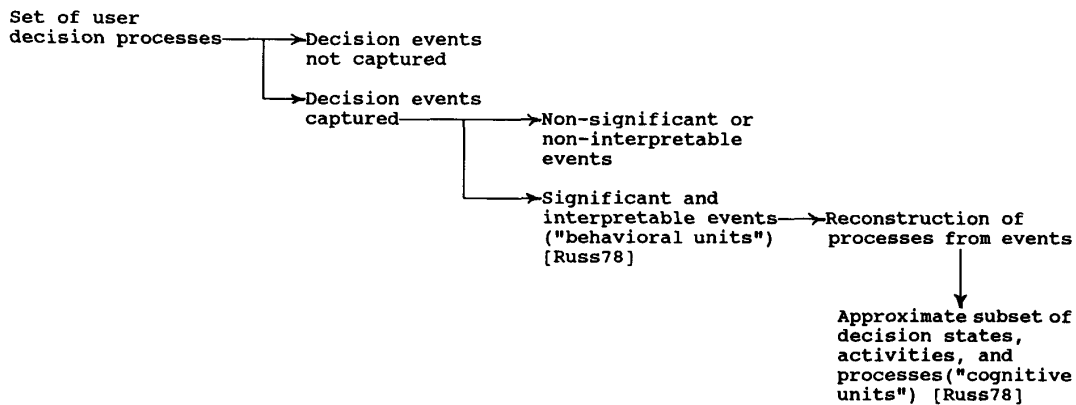 Set of user
decision processes
Decision events
not captured
Decision events
captured
Non-significant or
non-interpretable
events
Significant and
interpretable events
("behavioral units")
[Russ78]
Reconstruction of
processes from events
Approximate subset of
decision states,
activities, and
processes("cognitive
units") [Russ78]